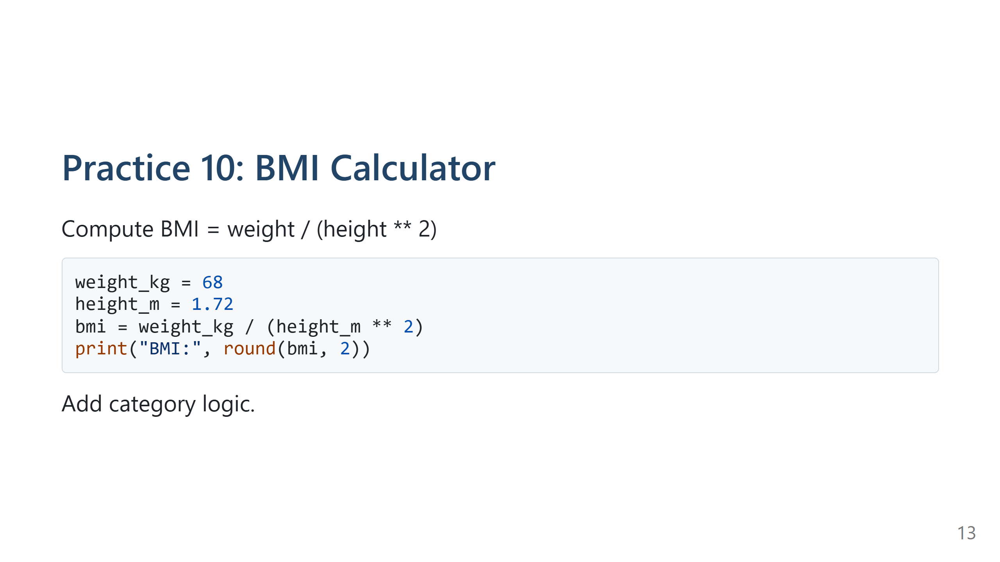 Practice 10: BMI Calculator
Compute BMI = weight / (height ** 2)
weight_kg = 68
height_m = 1.72
bmi = weight_kg / (height_m ** 2)
print("BMI:", round(bmi, 2))
Add category logic.
13